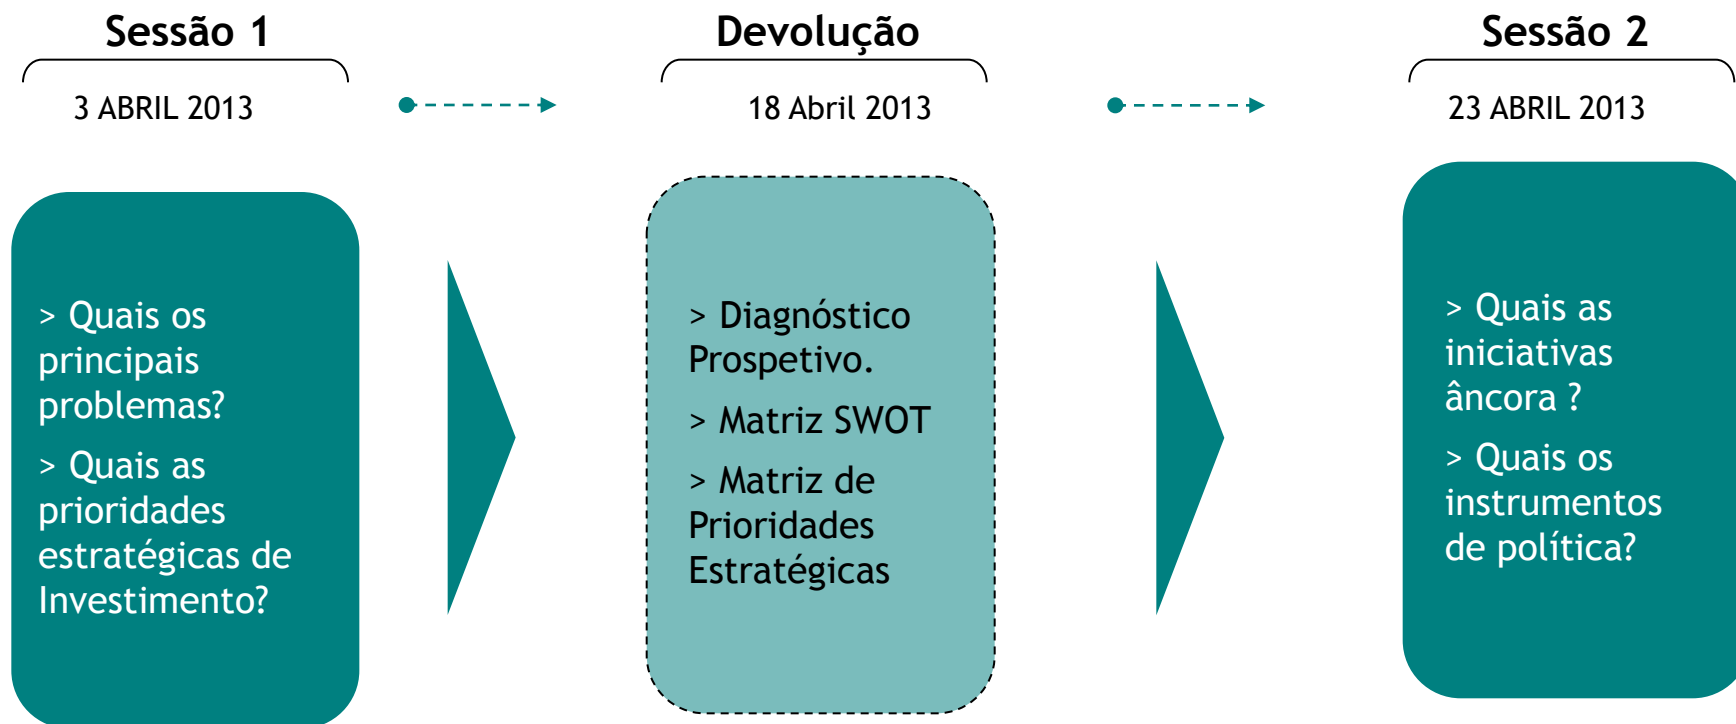 Sessão 1
3 ABRIL 2013
> Quais os
principais
problemas?
> Quais as
prioridades
estratégicas de
Investimento?
Devolução
18 Abril 2013
> Diagnóstico
Prospetivo.
> Matriz SWOT
> Matriz de
Prioridades
Estratégicas
Sessão 2
23 ABRIL 2013
> Quais as
iniciativas
âncora ?
> Quais os
instrumentos
de política?